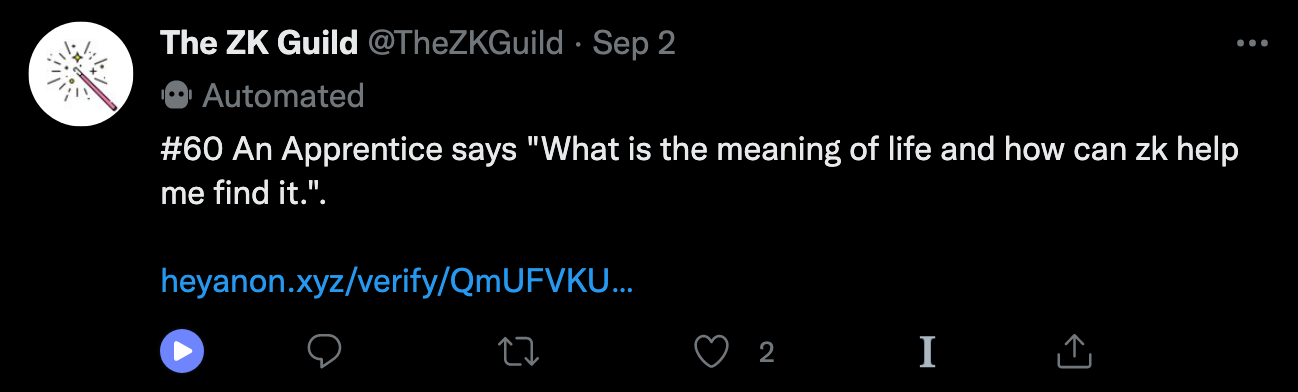 The ZK Guild @TheZKGuild · Sep 2
Automated
#60 An Apprentice says "What is the meaning of life and how can zk help
me find it.".
heyanon.xyz/verify/QmUFVKU…
2